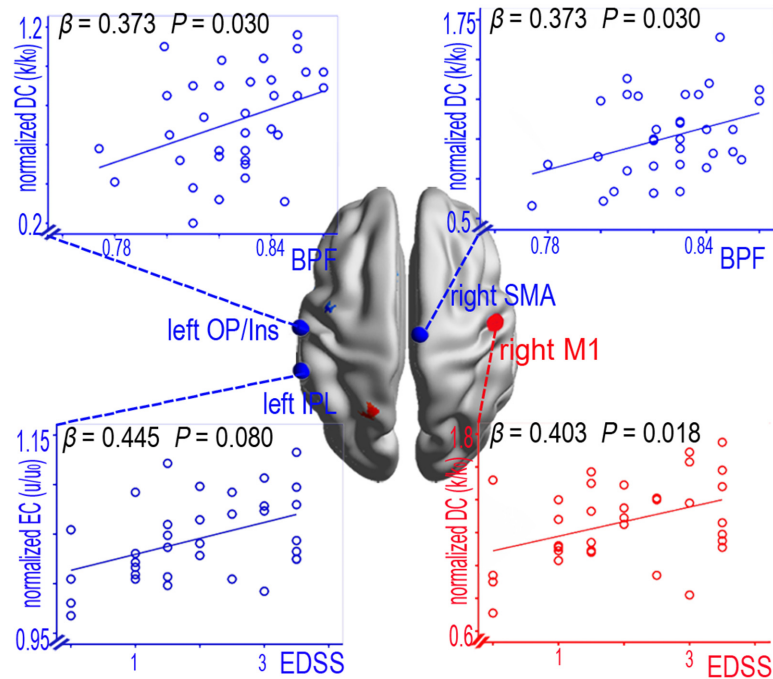 β = 0.373 P = 0.030
normalized DC (k/k₀)
1.2
0.2
0.78
0.84
BPF
β = 0.373 P = 0.030
normalized DC (k/k₀)
1.75
0.5
0.78
0.84
BPF
left OP/Ins
right SMA
right M1
left IPL
β = 0.445 P = 0.080
normalized EC (u/u₀)
1.15
0.95
1
3
EDSS
β = 0.403 P = 0.018
normalized DC (k/k₀)
1.8
0.6
1
3
EDSS